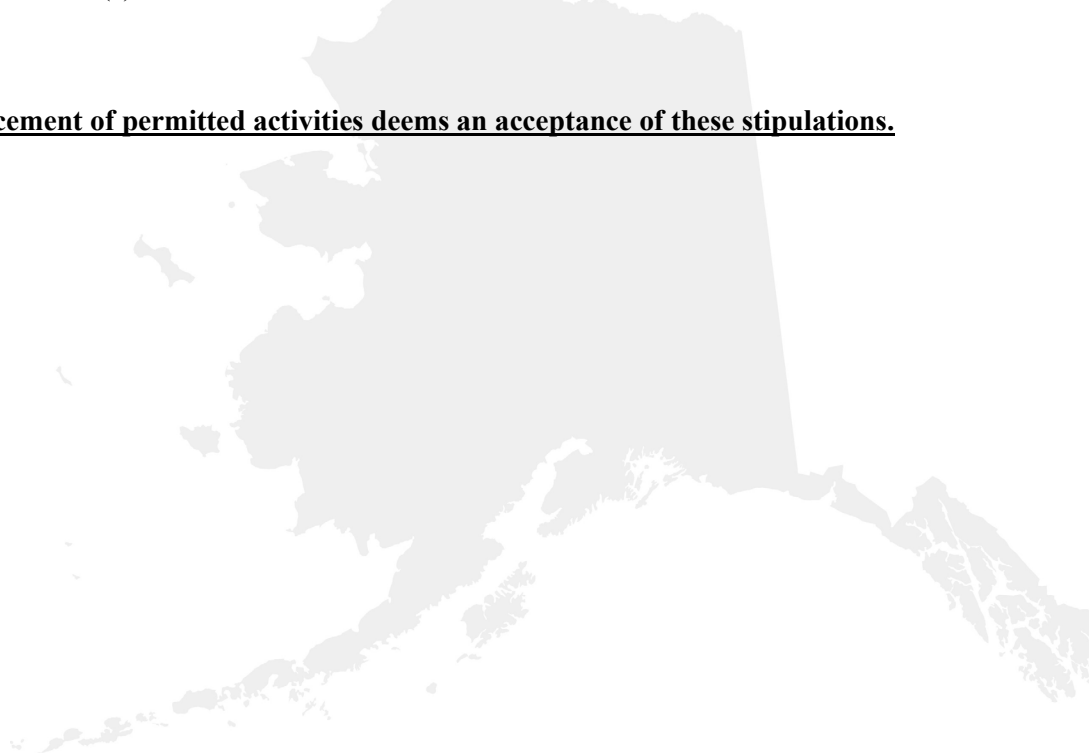 cement of permitted activities deems an acceptance of these stipulations.